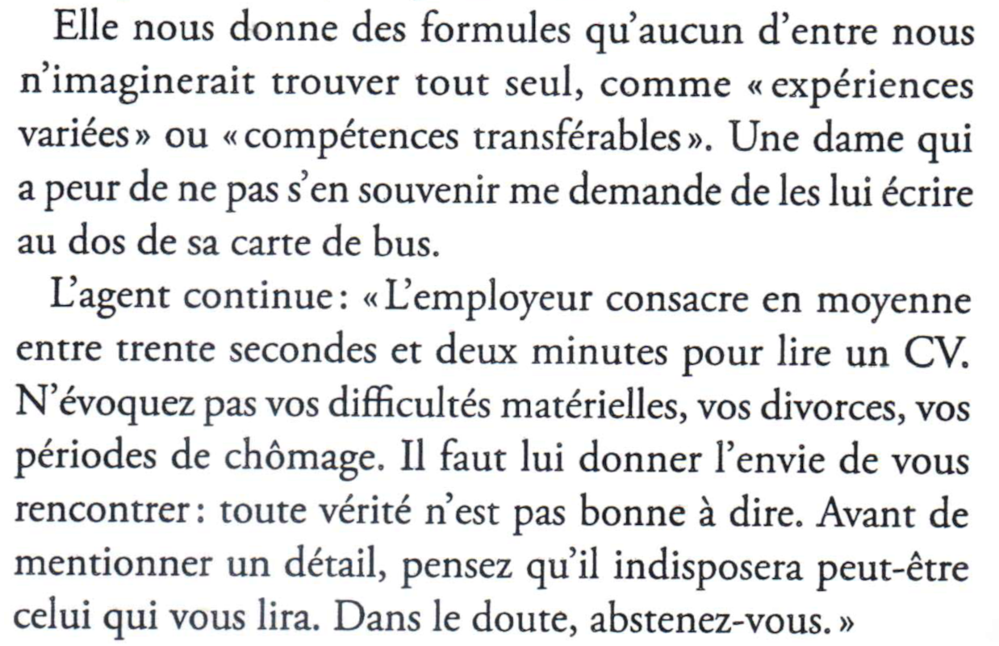 Elle nous donne des formules qu’aucun d’entre nous
n’imaginerait trouver tout seul, comme « expériences
variées » ou « compétences transférables ». Une dame qui
a peur de ne pas s’en souvenir me demande de les lui écrire
au dos de sa carte de bus.
L’agent continue : « L’employeur consacre en moyenne
entre trente secondes et deux minutes pour lire un CV.
N’évoquez pas vos difficultés matérielles, vos divorces, vos
périodes de chômage. Il faut lui donner l’envie de vous
rencontrer : toute vérité n’est pas bonne à dire. Avant de
mentionner un détail, pensez qu’il indisposera peut-être
celui qui vous lira. Dans le doute, abstenez-vous. »